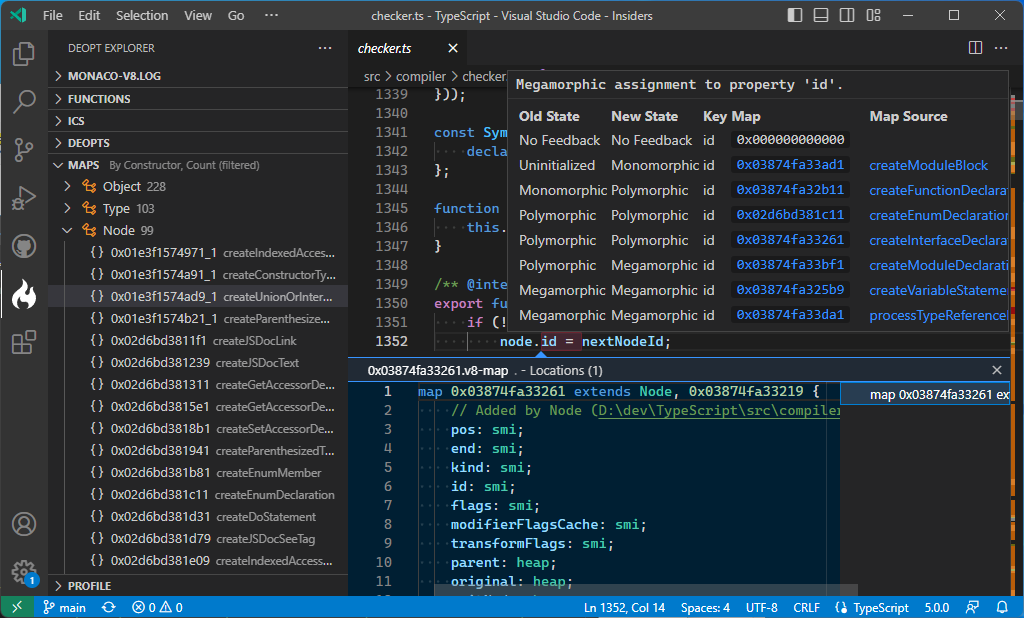 File Edit Selection View Go ··· checker.ts - TypeScript - Visual Studio Code - Insiders
DEOPT EXPLORER ···
MONACO-V8.LOG
FUNCTIONS
ICS
DEOPTS
MAPS By Constructor, Count (filtered)
Object 228
Type 103
Node 99
{ } 0x01e3f1574971_1 createIndexedAcces...
{ } 0x01e3f1574a91_1 createConstructorTy...
{ } 0x01e3f1574ad9_1 createUnionOrInter...
{ } 0x01e3f1574b21_1 createParenthesize...
{ } 0x02d6bd3811f1 createJSDocLink
{ } 0x02d6bd381239 createJSDocText
{ } 0x02d6bd381311 createGetAccessorDe...
{ } 0x02d6bd3815e1 createGetAccessorDe...
{ } 0x02d6bd3818b1 createSetAccessorDe...
{ } 0x02d6bd381941 createParenthesizedT...
{ } 0x02d6bd381b81 createEnumMember
{ } 0x02d6bd381c11 createEnumDeclaration
{ } 0x02d6bd381d31 createDoStatement
{ } 0x02d6bd381d79 createJSDocSeeTag
{ } 0x02d6bd381e09 createIndexedAccess...
PROFILE
1
checker.ts
src > compiler > checker.
1339 }));
1340
1341 const Sym
1342 ····decla
1343 };
1344
1345 function
1346 ····this.
1347 }
1348
1349 /** @inte
1350 export fu
1351 ····if (!
1352 ········node.id = nextNodeId;
Megamorphic assignment to property 'id'.
Old State New State Key Map Map Source
No Feedback No Feedback id 0x000000000000
Uninitialized Monomorphic id 0x03874fa33ad1 createModuleBlock
Monomorphic Polymorphic id 0x03874fa32b11 createFunctionDeclara
Polymorphic Polymorphic id 0x02d6bd381c11 createEnumDeclaration
Polymorphic Polymorphic id 0x03874fa33261 createInterfaceDeclara
Polymorphic Megamorphic id 0x03874fa33bf1 createModuleDeclarati
Megamorphic Megamorphic id 0x03874fa325b9 createVariableStateme
Megamorphic Megamorphic id 0x03874fa33da1 processTypeReference
0x03874fa33261.v8-map . - Locations (1)
1 map 0x03874fa33261 extends Node, 0x03874fa33219 {
2 ····// Added by Node (D:\dev\TypeScript\src\compiler
3 ····pos: smi;
4 ····end: smi;
5 ····kind: smi;
6 ····id: smi;
7 ····flags: smi;
8 ····modifierFlagsCache: smi;
9 ····transformFlags: smi;
10 ····parent: heap;
11 ····original: heap;
map 0x03874fa33261 ex
main 0 0 Ln 1352, Col 14 Spaces: 4 UTF-8 CRLF { } TypeScript 5.0.0